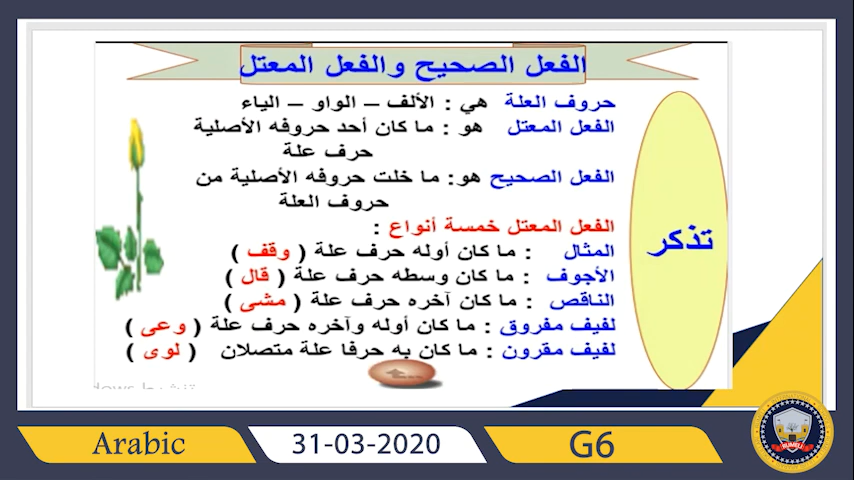 الفعل الصحيح والفعل المعتل
حروف العلة هي : الألف – الواو – الياء
الفعل المعتل هو : ما كان أحد حروفه الأصلية
حرف علة
الفعل الصحيح هو: ما خلت حروفه الأصلية من
حروف العلة
الفعل المعتل خمسة أنواع :
المثال : ما كان أوله حرف علة ( وقف )
الأجوف : ما كان وسطه حرف علة ( قال )
الناقص : ما كان آخره حرف علة ( مشى )
لفيف مفروق : ما كان أوله وآخره حرف علة ( وعى )
لفيف مقرون : ما كان به حرفا علة متصلان ( لوى )
تذكر
Arabic
31-03-2020
G6